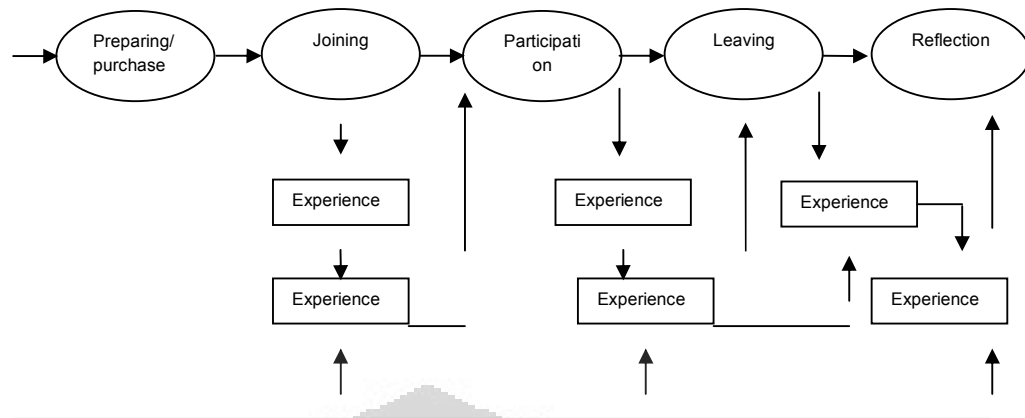 Preparing/
purchase
Joining
Participati
on
Leaving
Reflection
Experience
Experience
Experience
Experience
Experience
Experience